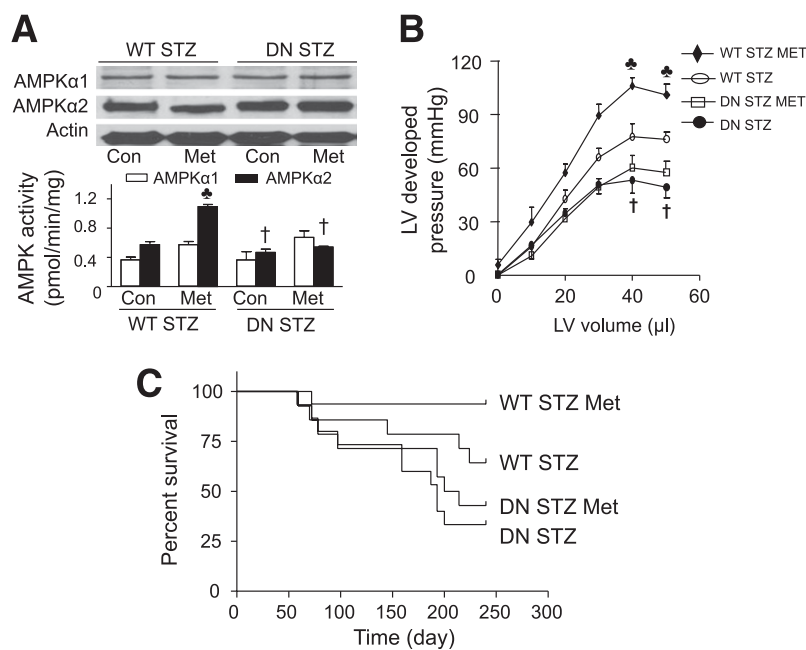 A
WT STZ DN STZ
AMPKα1
AMPKα2
Actin
Con Met Con Met
AMPKα1 AMPKα2
AMPK activity
(pmol/min/mg)
1.2
0.8
0.4
0
♣
†
†
Con Met Con Met
WT STZ DN STZ
B
LV developed
pressure (mmHg)
120
90
60
30
0
♣ ♣
† †
0 20 40 60
LV volume (µl)
WT STZ MET
WT STZ
DN STZ MET
DN STZ
C
Percent survival
100
75
50
25
0
WT STZ Met
WT STZ
DN STZ Met
DN STZ
0 50 100 150 200 250 300
Time (day)